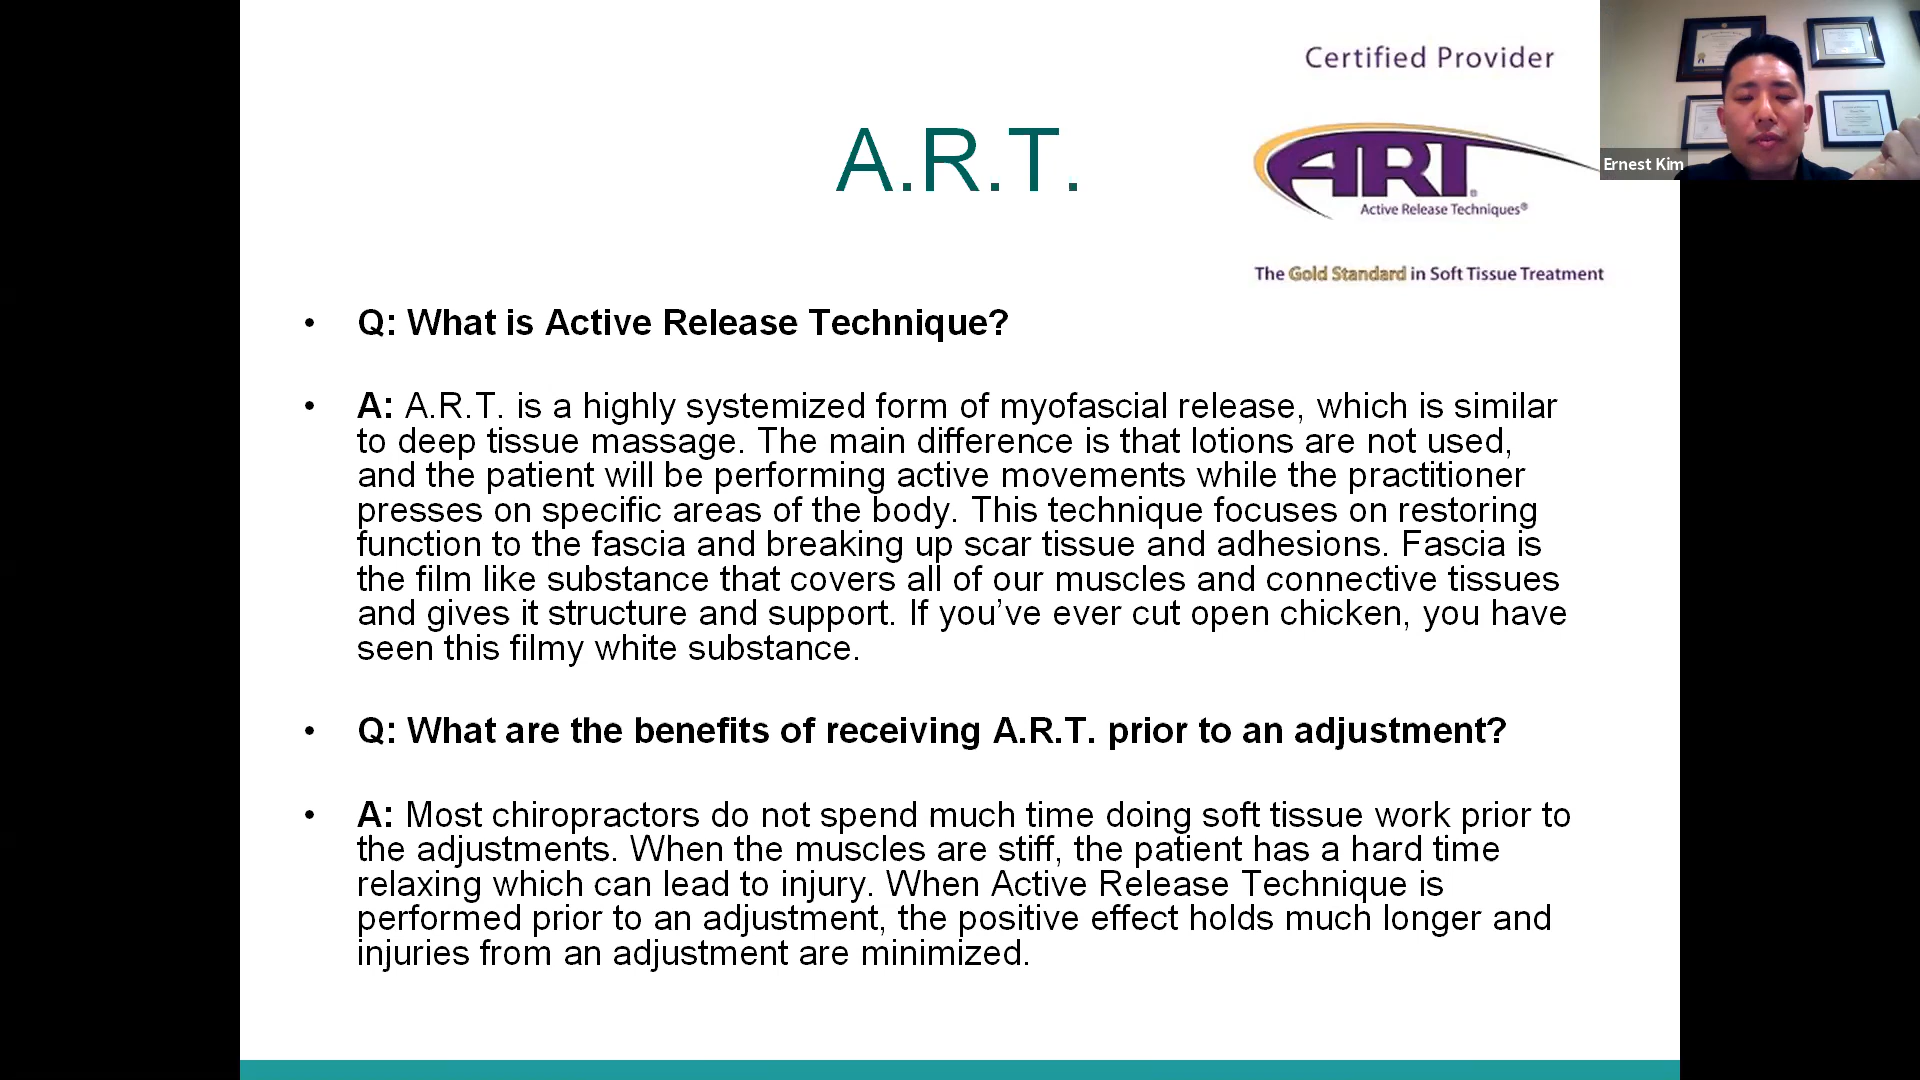 Certified Provider
A.R.T.
ART®
Active Release Techniques®
The Gold Standard in Soft Tissue Treatment
Ernest Kim
• Q: What is Active Release Technique?
• A: A.R.T. is a highly systemized form of myofascial release, which is similar
to deep tissue massage. The main difference is that lotions are not used,
and the patient will be performing active movements while the practitioner
presses on specific areas of the body. This technique focuses on restoring
function to the fascia and breaking up scar tissue and adhesions. Fascia is
the film like substance that covers all of our muscles and connective tissues
and gives it structure and support. If you’ve ever cut open chicken, you have
seen this filmy white substance.
• Q: What are the benefits of receiving A.R.T. prior to an adjustment?
• A: Most chiropractors do not spend much time doing soft tissue work prior to
the adjustments. When the muscles are stiff, the patient has a hard time
relaxing which can lead to injury. When Active Release Technique is
performed prior to an adjustment, the positive effect holds much longer and
injuries from an adjustment are minimized.